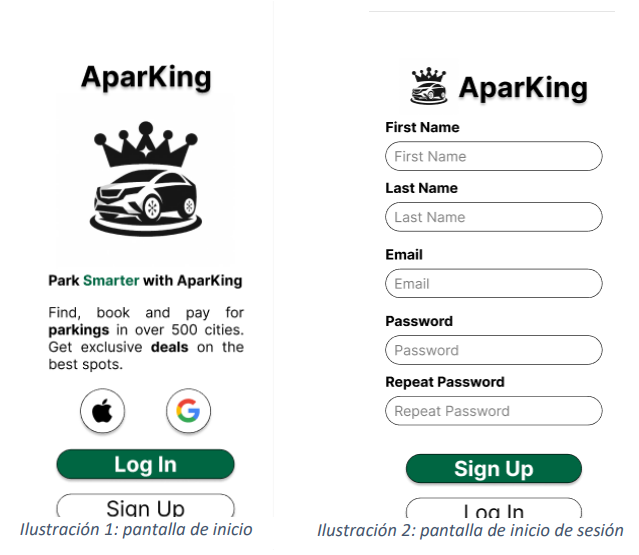 AparKing
Park Smarter with AparKing
Find, book and pay for
parkings in over 500 cities.
Get exclusive deals on the
best spots.
Log In
Sign Up
Ilustración 1: pantalla de inicio
AparKing
First Name
First Name
Last Name
Last Name
Email
Email
Password
Password
Repeat Password
Repeat Password
Sign Up
Log In
Ilustración 2: pantalla de inicio de sesión